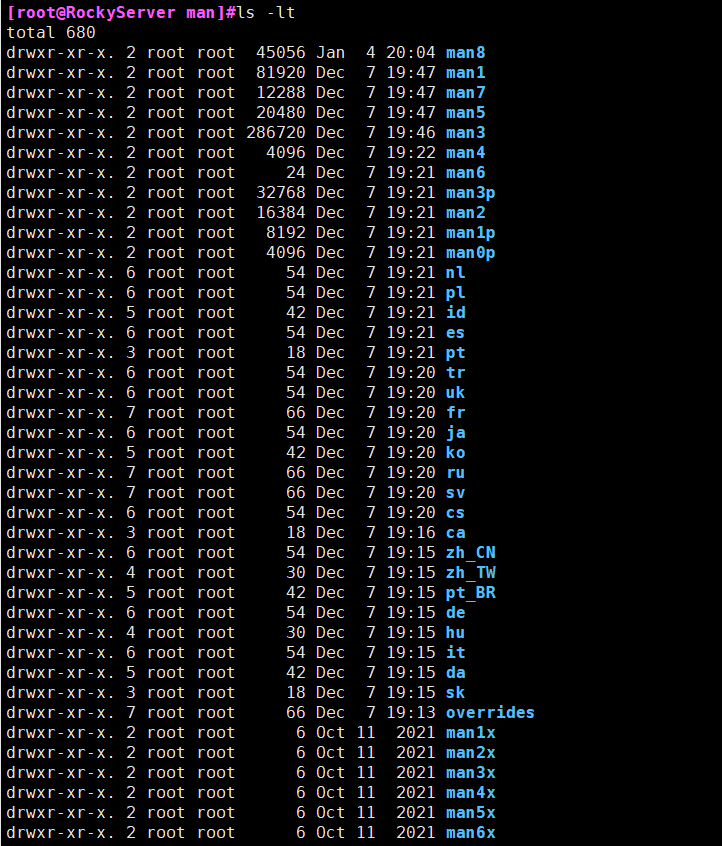 [root@RockyServer man]#ls -lt
total 680
drwxr-xr-x. 2 root root  45056 Jan  4 20:04 man8
drwxr-xr-x. 2 root root  81920 Dec  7 19:47 man1
drwxr-xr-x. 2 root root  12288 Dec  7 19:47 man7
drwxr-xr-x. 2 root root  20480 Dec  7 19:47 man5
drwxr-xr-x. 2 root root 286720 Dec  7 19:46 man3
drwxr-xr-x. 2 root root   4096 Dec  7 19:22 man4
drwxr-xr-x. 2 root root     24 Dec  7 19:21 man6
drwxr-xr-x. 2 root root  32768 Dec  7 19:21 man3p
drwxr-xr-x. 2 root root  16384 Dec  7 19:21 man2
drwxr-xr-x. 2 root root   8192 Dec  7 19:21 man1p
drwxr-xr-x. 2 root root   4096 Dec  7 19:21 man0p
drwxr-xr-x. 6 root root     54 Dec  7 19:21 nl
drwxr-xr-x. 6 root root     54 Dec  7 19:21 pl
drwxr-xr-x. 5 root root     42 Dec  7 19:21 id
drwxr-xr-x. 6 root root     54 Dec  7 19:21 es
drwxr-xr-x. 3 root root     18 Dec  7 19:21 pt
drwxr-xr-x. 6 root root     54 Dec  7 19:20 tr
drwxr-xr-x. 6 root root     54 Dec  7 19:20 uk
drwxr-xr-x. 7 root root     66 Dec  7 19:20 fr
drwxr-xr-x. 6 root root     54 Dec  7 19:20 ja
drwxr-xr-x. 5 root root     42 Dec  7 19:20 ko
drwxr-xr-x. 7 root root     66 Dec  7 19:20 ru
drwxr-xr-x. 7 root root     66 Dec  7 19:20 sv
drwxr-xr-x. 6 root root     54 Dec  7 19:20 cs
drwxr-xr-x. 3 root root     18 Dec  7 19:16 ca
drwxr-xr-x. 6 root root     54 Dec  7 19:15 zh_CN
drwxr-xr-x. 4 root root     30 Dec  7 19:15 zh_TW
drwxr-xr-x. 5 root root     42 Dec  7 19:15 pt_BR
drwxr-xr-x. 6 root root     54 Dec  7 19:15 de
drwxr-xr-x. 4 root root     30 Dec  7 19:15 hu
drwxr-xr-x. 6 root root     54 Dec  7 19:15 it
drwxr-xr-x. 5 root root     42 Dec  7 19:15 da
drwxr-xr-x. 3 root root     18 Dec  7 19:15 sk
drwxr-xr-x. 7 root root     66 Dec  7 19:13 overrides
drwxr-xr-x. 2 root root      6 Oct 11  2021 man1x
drwxr-xr-x. 2 root root      6 Oct 11  2021 man2x
drwxr-xr-x. 2 root root      6 Oct 11  2021 man3x
drwxr-xr-x. 2 root root      6 Oct 11  2021 man4x
drwxr-xr-x. 2 root root      6 Oct 11  2021 man5x
drwxr-xr-x. 2 root root      6 Oct 11  2021 man6x